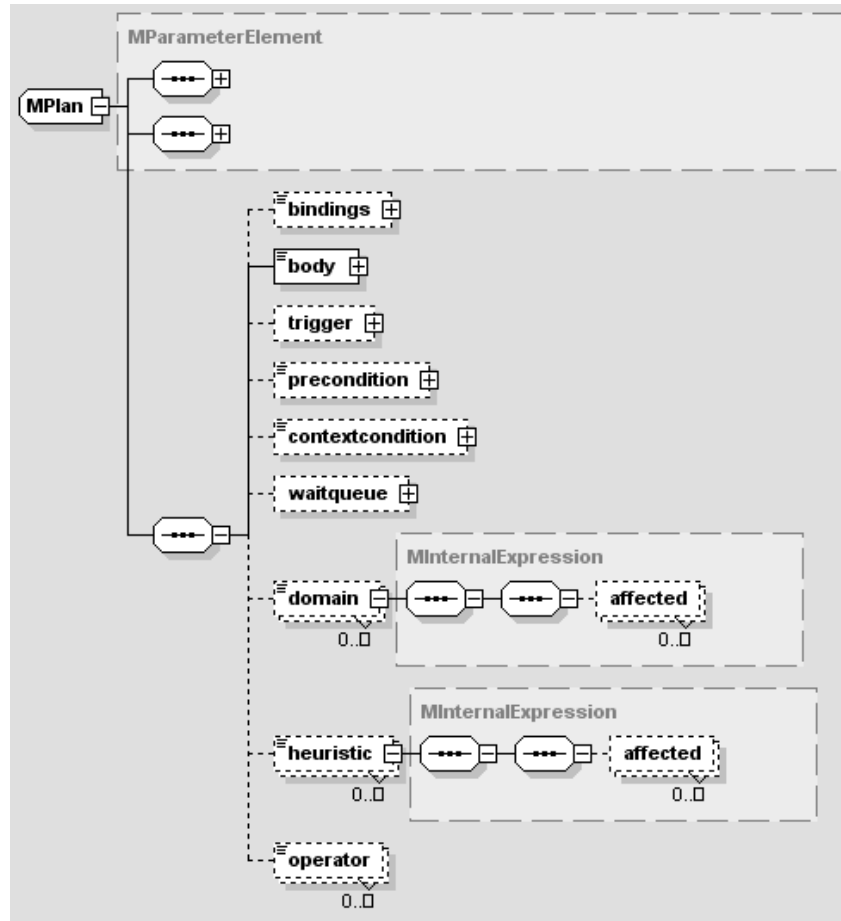 MParameterElement
MPlan
bindings
body
trigger
precondition
contextcondition
waitqueue
MInternalExpression
domain
affected
0..□
0..□
MInternalExpression
heuristic
affected
0..□
0..□
operator
0..□